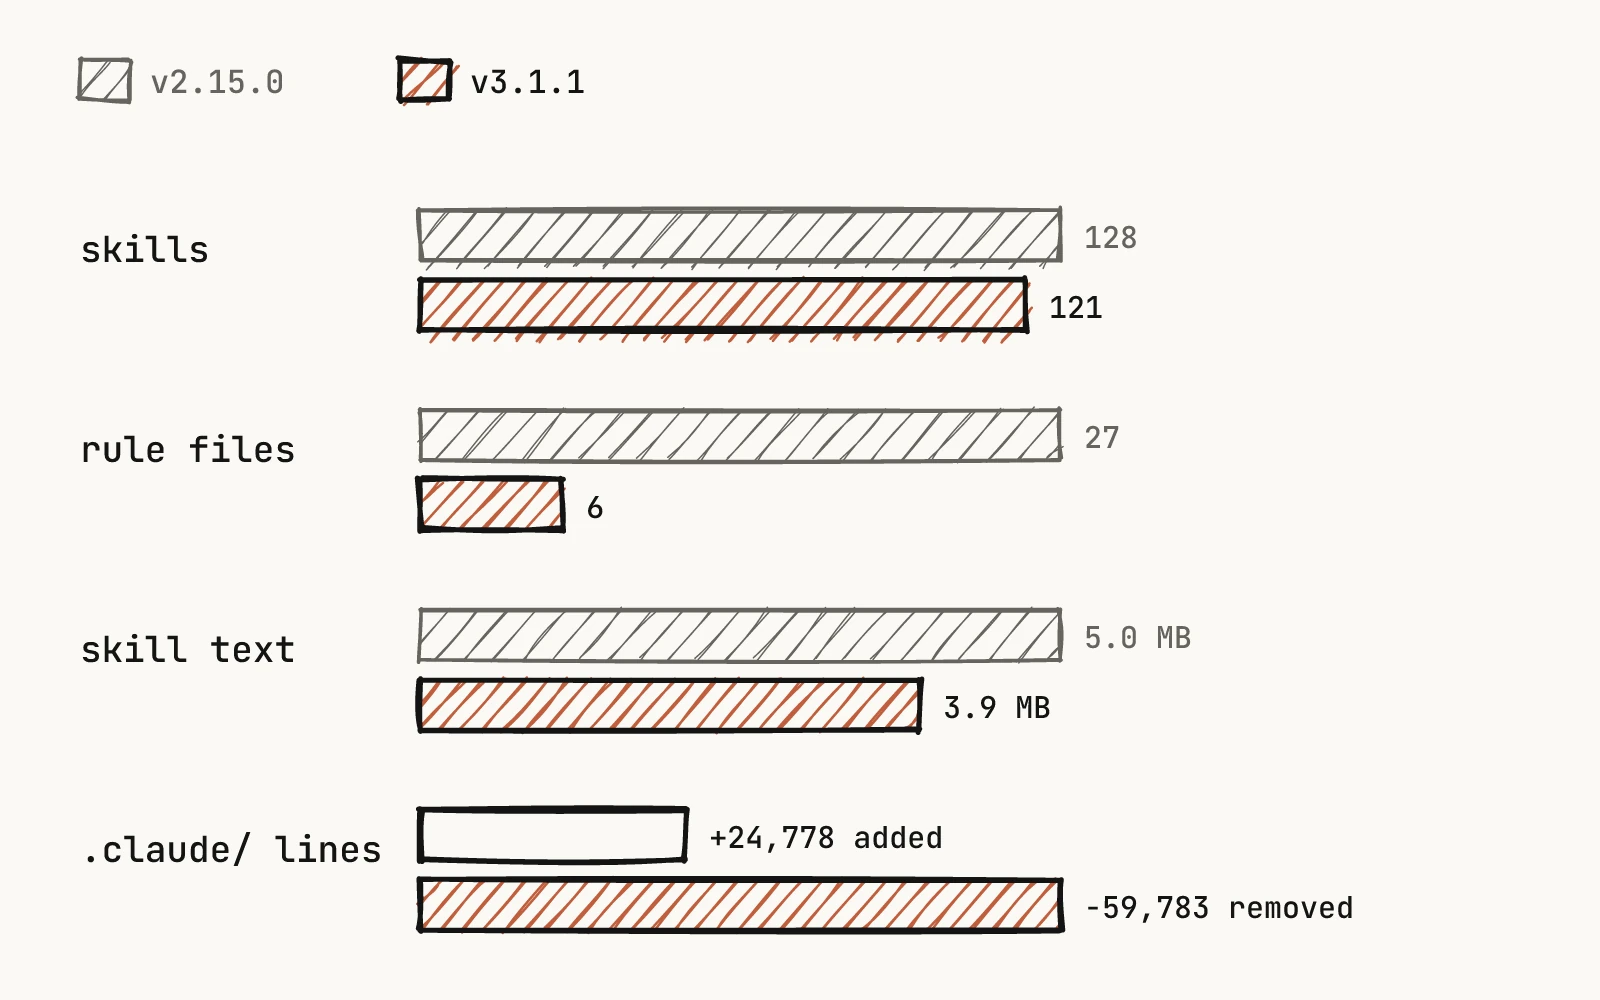 v2.15.0 v3.1.1
skills
128
121
rule files
27
6
skill text
5.0 MB
3.9 MB
.claude/ lines
+24,778 added
-59,783 removed